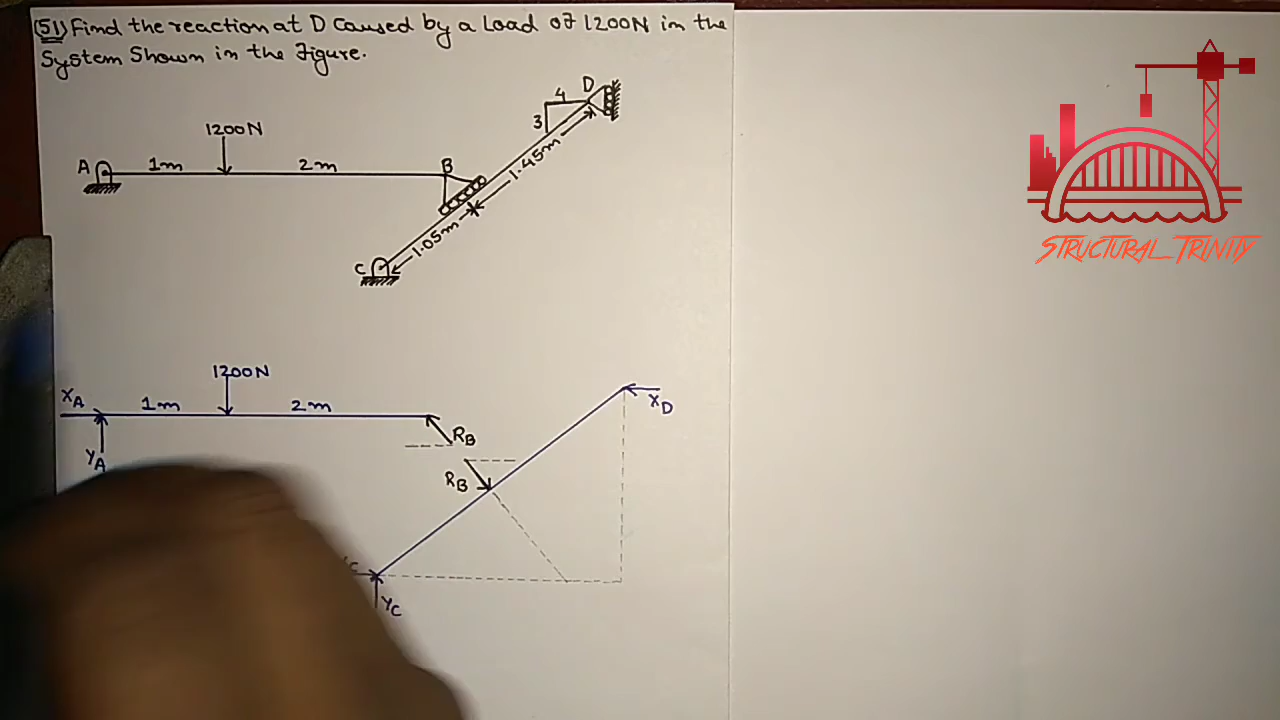 (51) Find the reaction at D Caused by a Load Of 1200N in the
System Shown in the Figure.
D
4
3
1200N
A
1m
2m
B
1.45m
1.05m
C
STRUCTURAL_TRINITY
1200N
XA
1m
2m
XD
RB
YA
RB
YC